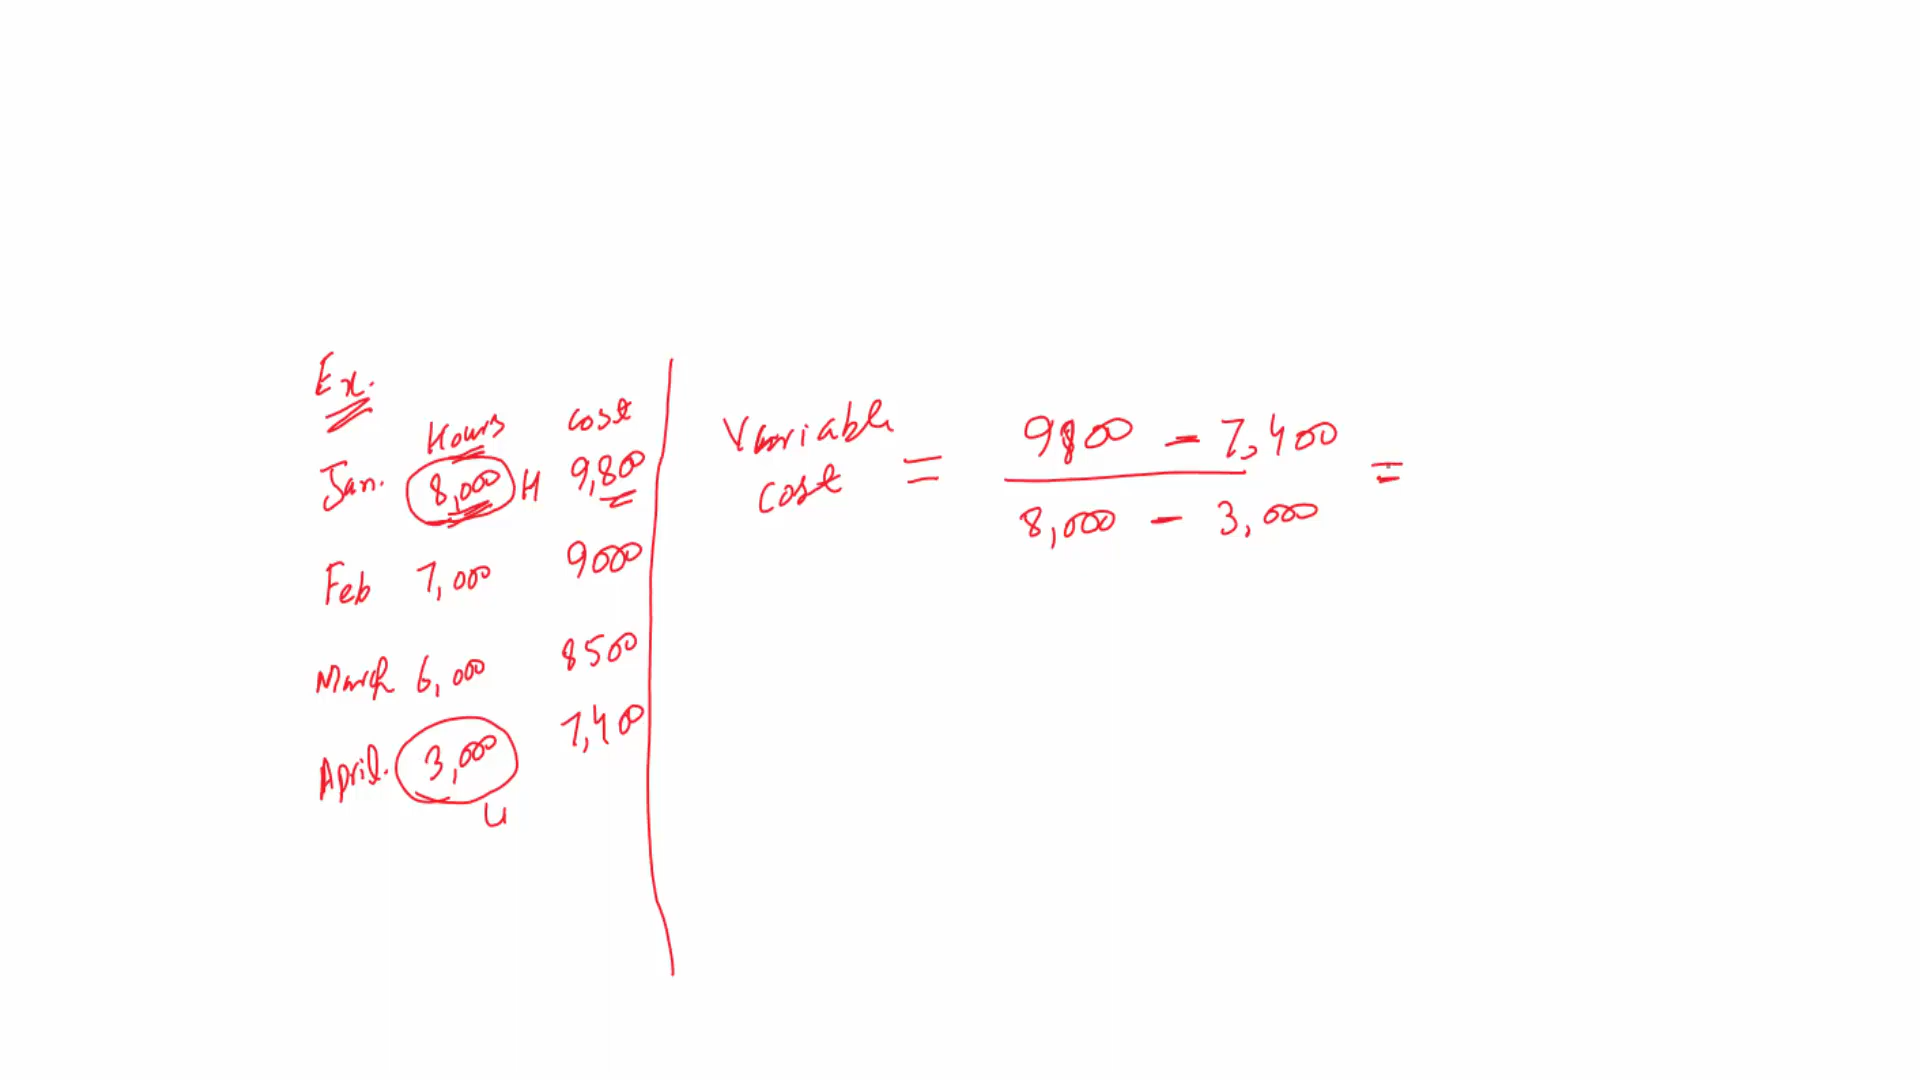 Ex.
Hours cost
Jan. 8,000 H 9,800
Feb 7,000 9000
March 6,000 8500
April. 3,000 7,400
L
Variable cost = 9800 - 7,400 =
8,000 - 3,000